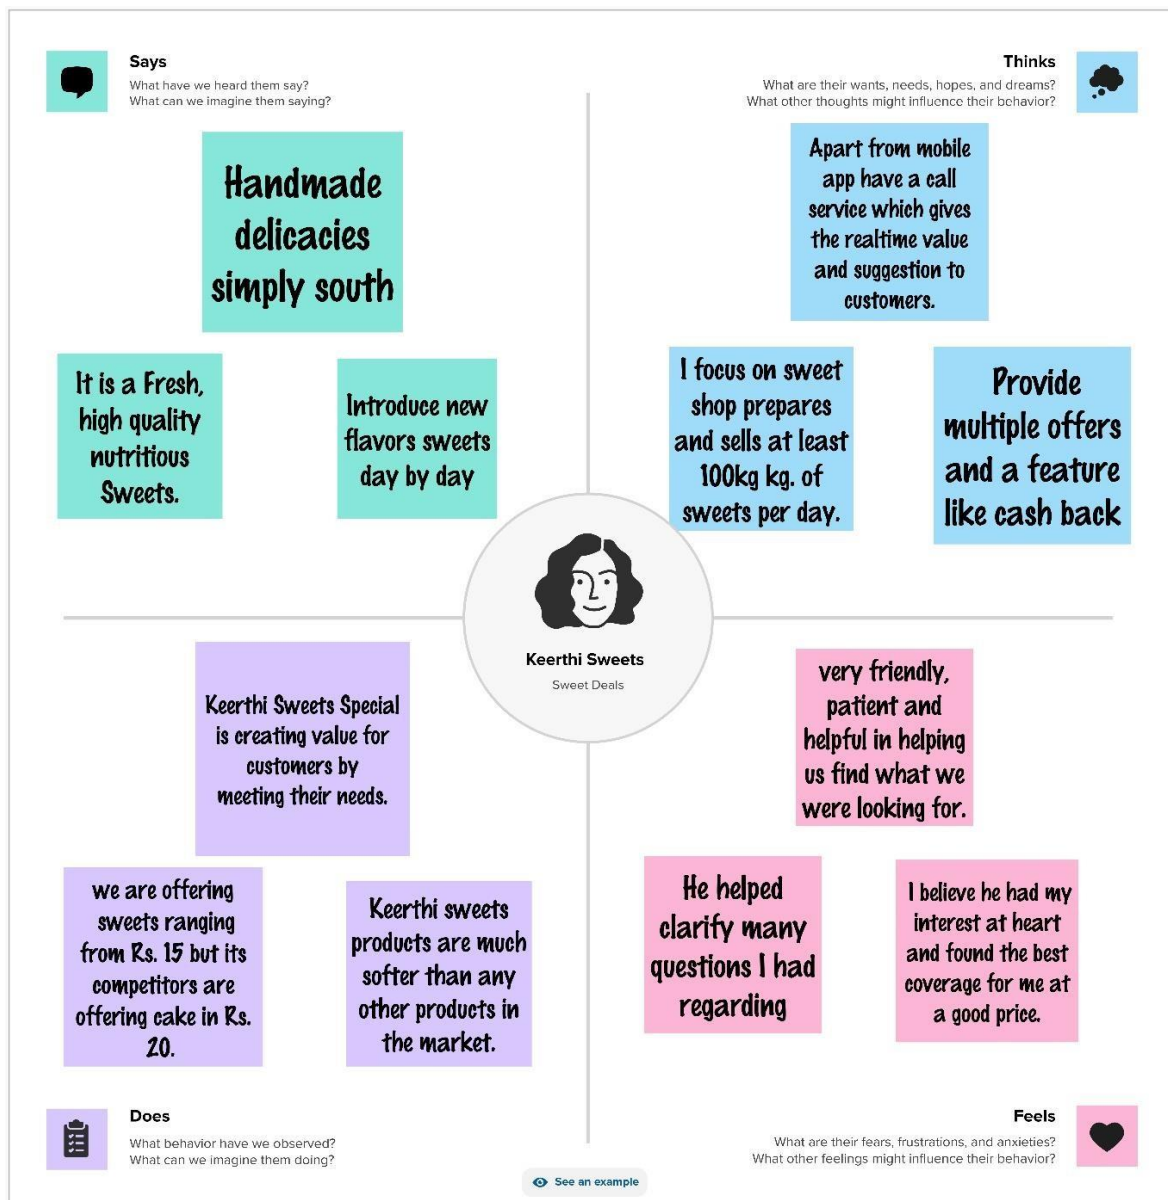 Says
What have we heard them say?
What can we imagine them saying?
Thinks
What are their wants, needs, hopes, and dreams?
What other thoughts might influence their behavior?
Handmade
delicacies
simply south
It is a Fresh,
high quality
nutritious
Sweets.
Introduce new
flavors sweets
day by day
Apart from mobile
app have a call
service which gives
the realtime value
and suggestion to
customers.
I focus on sweet
shop prepares
and sells at least
100kg kg. of
sweets per day.
Provide
multiple offers
and a feature
like cash back
Keerthi Sweets
Sweet Deals
Keerthi Sweets Special
is creating value for
customers by
meeting their needs.
we are offering
sweets ranging
from Rs. 15 but its
competitors are
offering cake in Rs.
20.
Keerthi sweets
products are much
softer than any
other products in
the market.
very friendly,
patient and
helpful in helping
us find what we
were looking for.
He helped
clarify many
questions I had
regarding
I believe he had my
interest at heart
and found the best
coverage for me at
a good price.
Does
What behavior have we observed?
What can we imagine them doing?
Feels
What are their fears, frustrations, and anxieties?
What other feelings might influence their behavior?
See an example